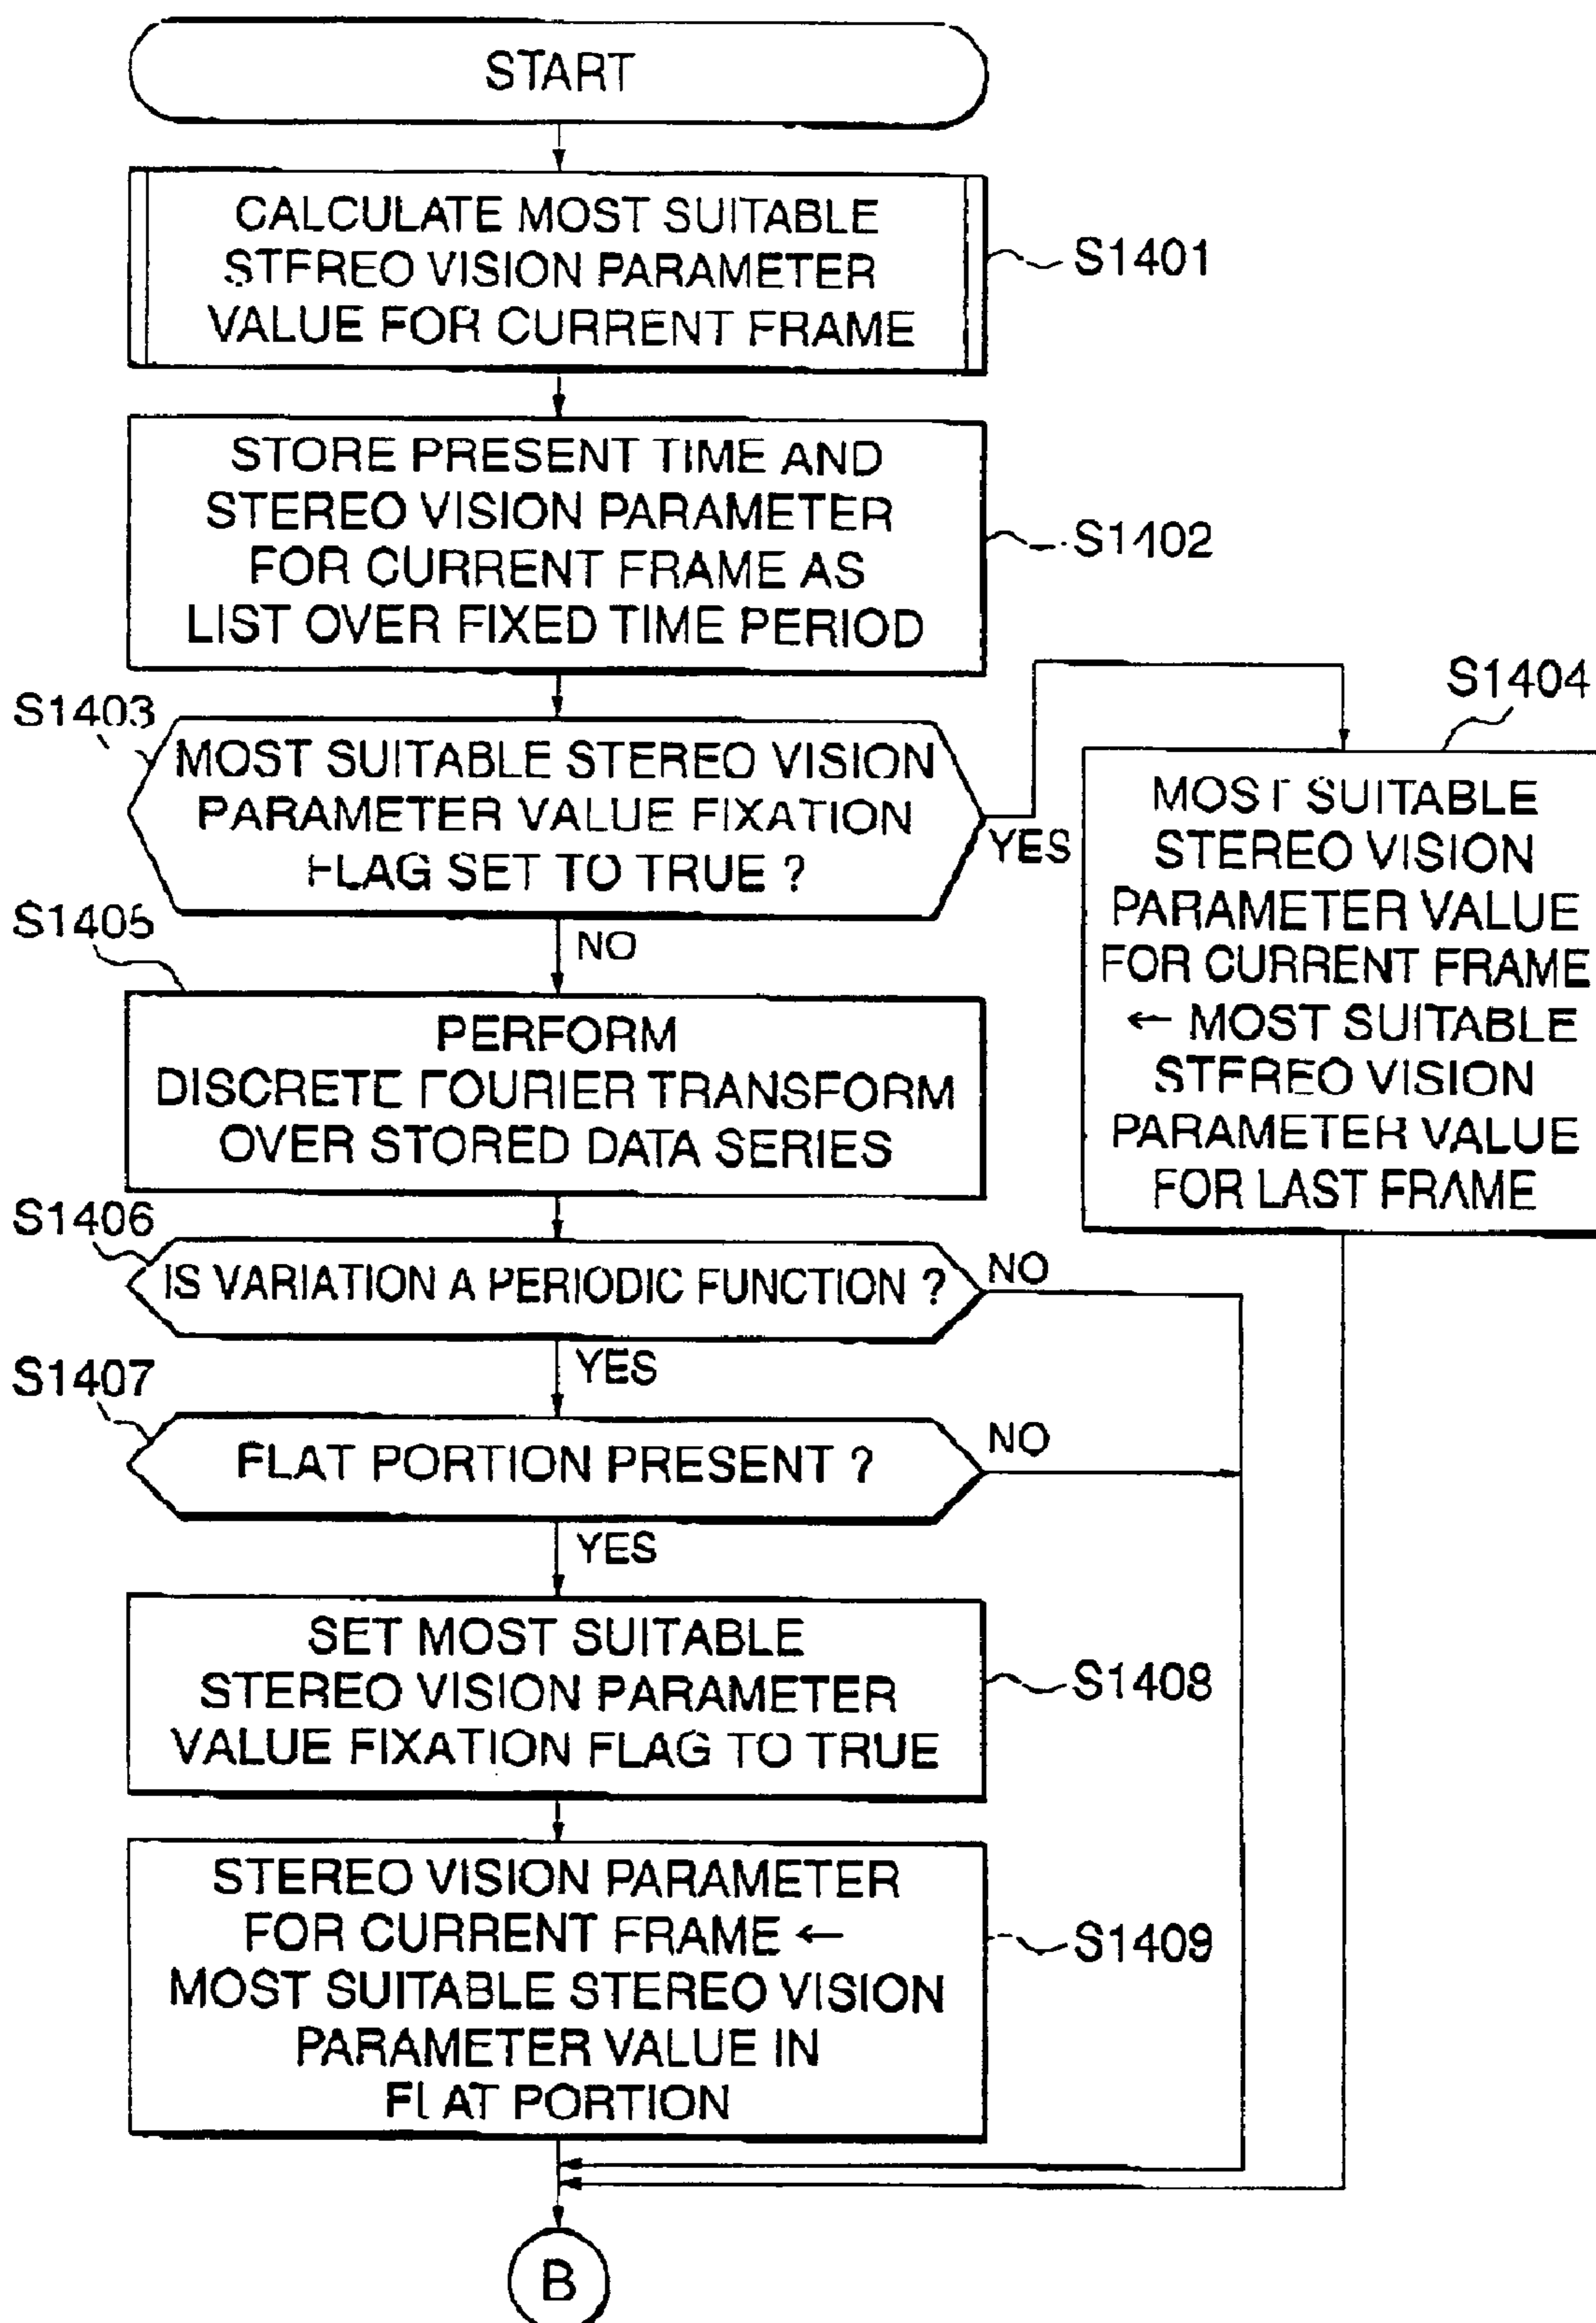 START
CALCULATE MOST SUITABLE
STEREO VISION PARAMETER
VALUE FOR CURRENT FRAME
S1401
STORE PRESENT TIME AND
STEREO VISION PARAMETER
FOR CURRENT FRAME AS
LIST OVER FIXED TIME PERIOD
S1402
S1403
MOST SUITABLE STEREO VISION
PARAMETER VALUE FIXATION
FLAG SET TO TRUE ?
YES
NO
S1404
MOST SUITABLE
STEREO VISION
PARAMETER VALUE
FOR CURRENT FRAME
← MOST SUITABLE
STEREO VISION
PARAMETER VALUE
FOR LAST FRAME
S1405
PERFORM
DISCRETE FOURIER TRANSFORM
OVER STORED DATA SERIES
S1406
IS VARIATION A PERIODIC FUNCTION ?
NO
YES
S1407
FLAT PORTION PRESENT ?
NO
YES
SET MOST SUITABLE
STEREO VISION PARAMETER
VALUE FIXATION FLAG TO TRUE
S1408
STEREO VISION PARAMETER
FOR CURRENT FRAME ←
MOST SUITABLE STEREO VISION
PARAMETER VALUE IN
FLAT PORTION
S1409
B